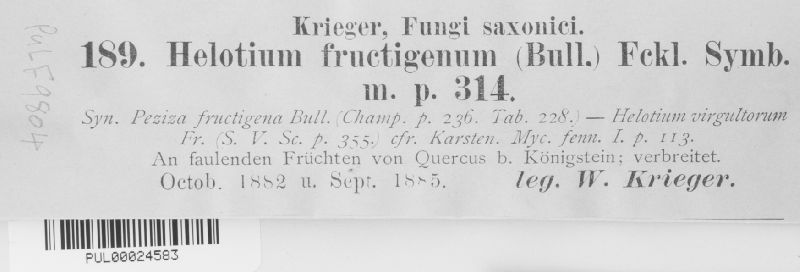 Krieger, Fungi saxonici.
189. Helotium fructigenum (Bull.) Fckl. Symb.
m. p. 314.
Syn. Peziza fructigena Bull. (Champ. p. 236. Tab. 228.) — Helotium virgultorum
Fr. (S. V. Sc. p. 355.) cfr. Karsten. Myc. fenn. I. p. 113.
An faulenden Früchten von Quercus b. Königstein; verbreitet.
Octob. 1882 u. Sept. 1885. leg. W. Krieger.
PUL F9804
PUL00024583